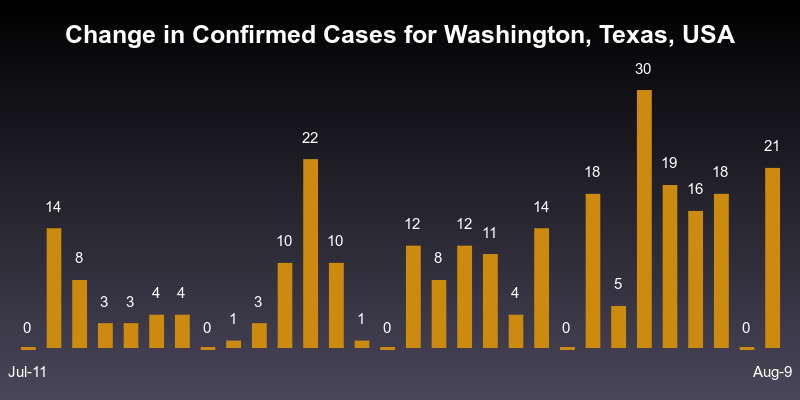 Change in Confirmed Cases for Washington, Texas, USA
0 14 8 3 3 4 4 0 1 3 10 22 10 1 0 12 8 12 11 4 14 0 18 5 30 19 16 18 0 21
Jul-11 Aug-9